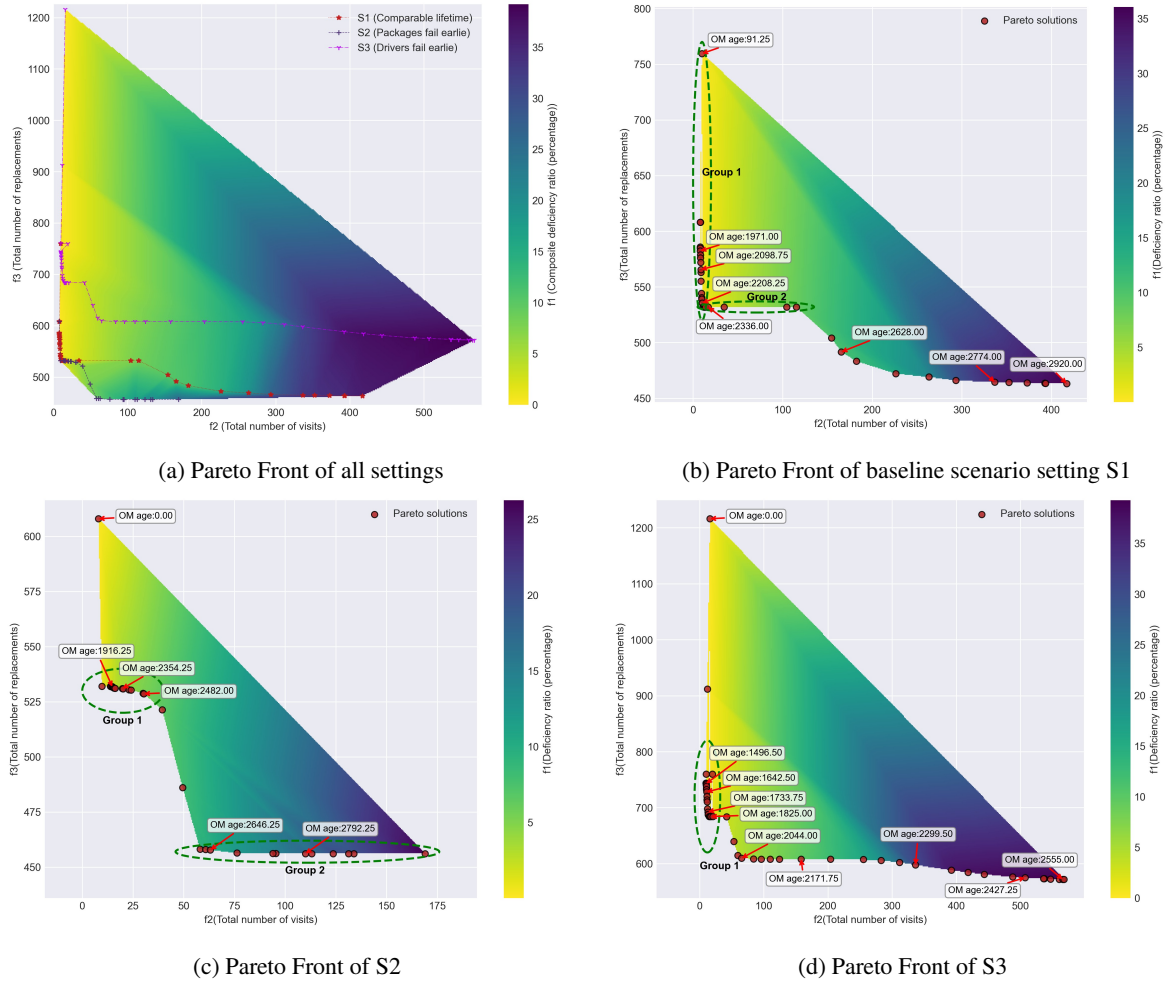 1200
1100
1000
900
800
700
600
500
0
100
200
300
400
500
f2 (Total number of visits)
f3 (Total number of replacements)
S1 (Comparable lifetime)
S2 (Packages fail earlie)
S3 (Drivers fail earlie)
35
30
25
20
15
10
5
0
f1 (Composite deficiency ratio (percentage))
(a) Pareto Front of all settings
800
750
700
650
600
550
500
450
0
100
200
300
400
f2(Total number of visits)
f3(Total number of replacements)
Pareto solutions
OM age:91.25
Group 1
OM age:1971.00
OM age:2098.75
OM age:2208.25
Group 2
OM age:2336.00
OM age:2628.00
OM age:2774.00
OM age:2920.00
35
30
25
20
15
10
5
f1(Deficiency ratio (percentage))
(b) Pareto Front of baseline scenario setting S1
600
575
550
525
500
475
450
0
25
50
75
100
125
150
175
f2(Total number of visits)
f3(Total number of replacements)
Pareto solutions
OM age:0.00
OM age:1916.25
OM age:2354.25
OM age:2482.00
Group 1
OM age:2646.25
OM age:2792.25
Group 2
25
20
15
10
5
f1(Deficiency ratio (percentage))
(c) Pareto Front of S2
1200
1100
1000
900
800
700
600
0
100
200
300
400
500
f2(Total number of visits)
f3(Total number of replacements)
Pareto solutions
OM age:0.00
OM age:1496.50
OM age:1642.50
OM age:1733.75
OM age:1825.00
OM age:2044.00
OM age:2299.50
Group 1
OM age:2171.75
OM age:2555.00
OM age:2427.25
35
30
25
20
15
10
5
0
f1(Deficiency ratio (percentage))
(d) Pareto Front of S3